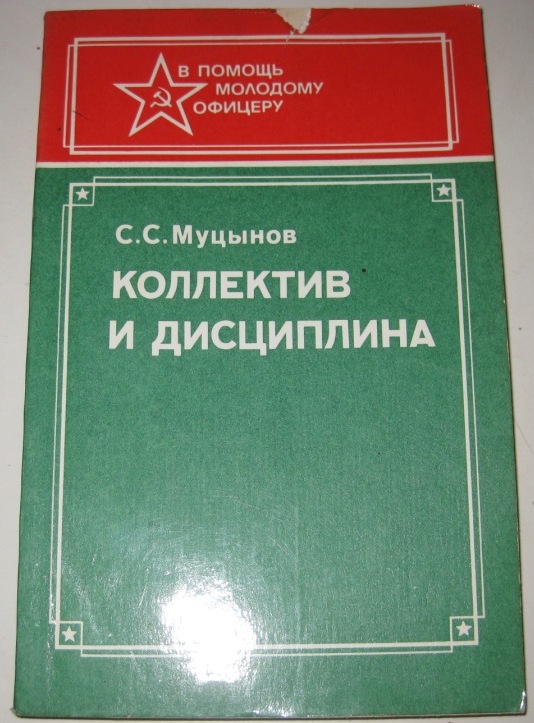 В ПОМОЩЬ
МОЛОДОМУ
ОФИЦЕРУ
С.С.Муцынов
КОЛЛЕКТИВ
И ДИСЦИПЛИНА